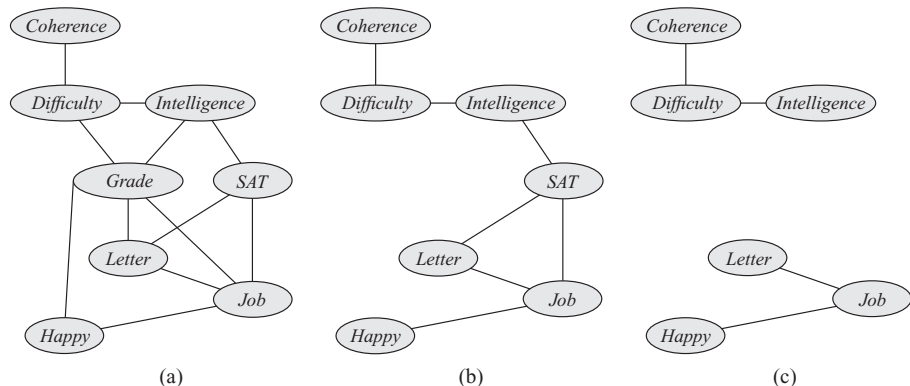 Coherence
Difficulty Intelligence
Grade SAT
Letter
Job
Happy
(a)
Coherence
Difficulty Intelligence
SAT
Letter
Job
Happy
(b)
Coherence
Difficulty Intelligence
Letter
Job
Happy
(c)